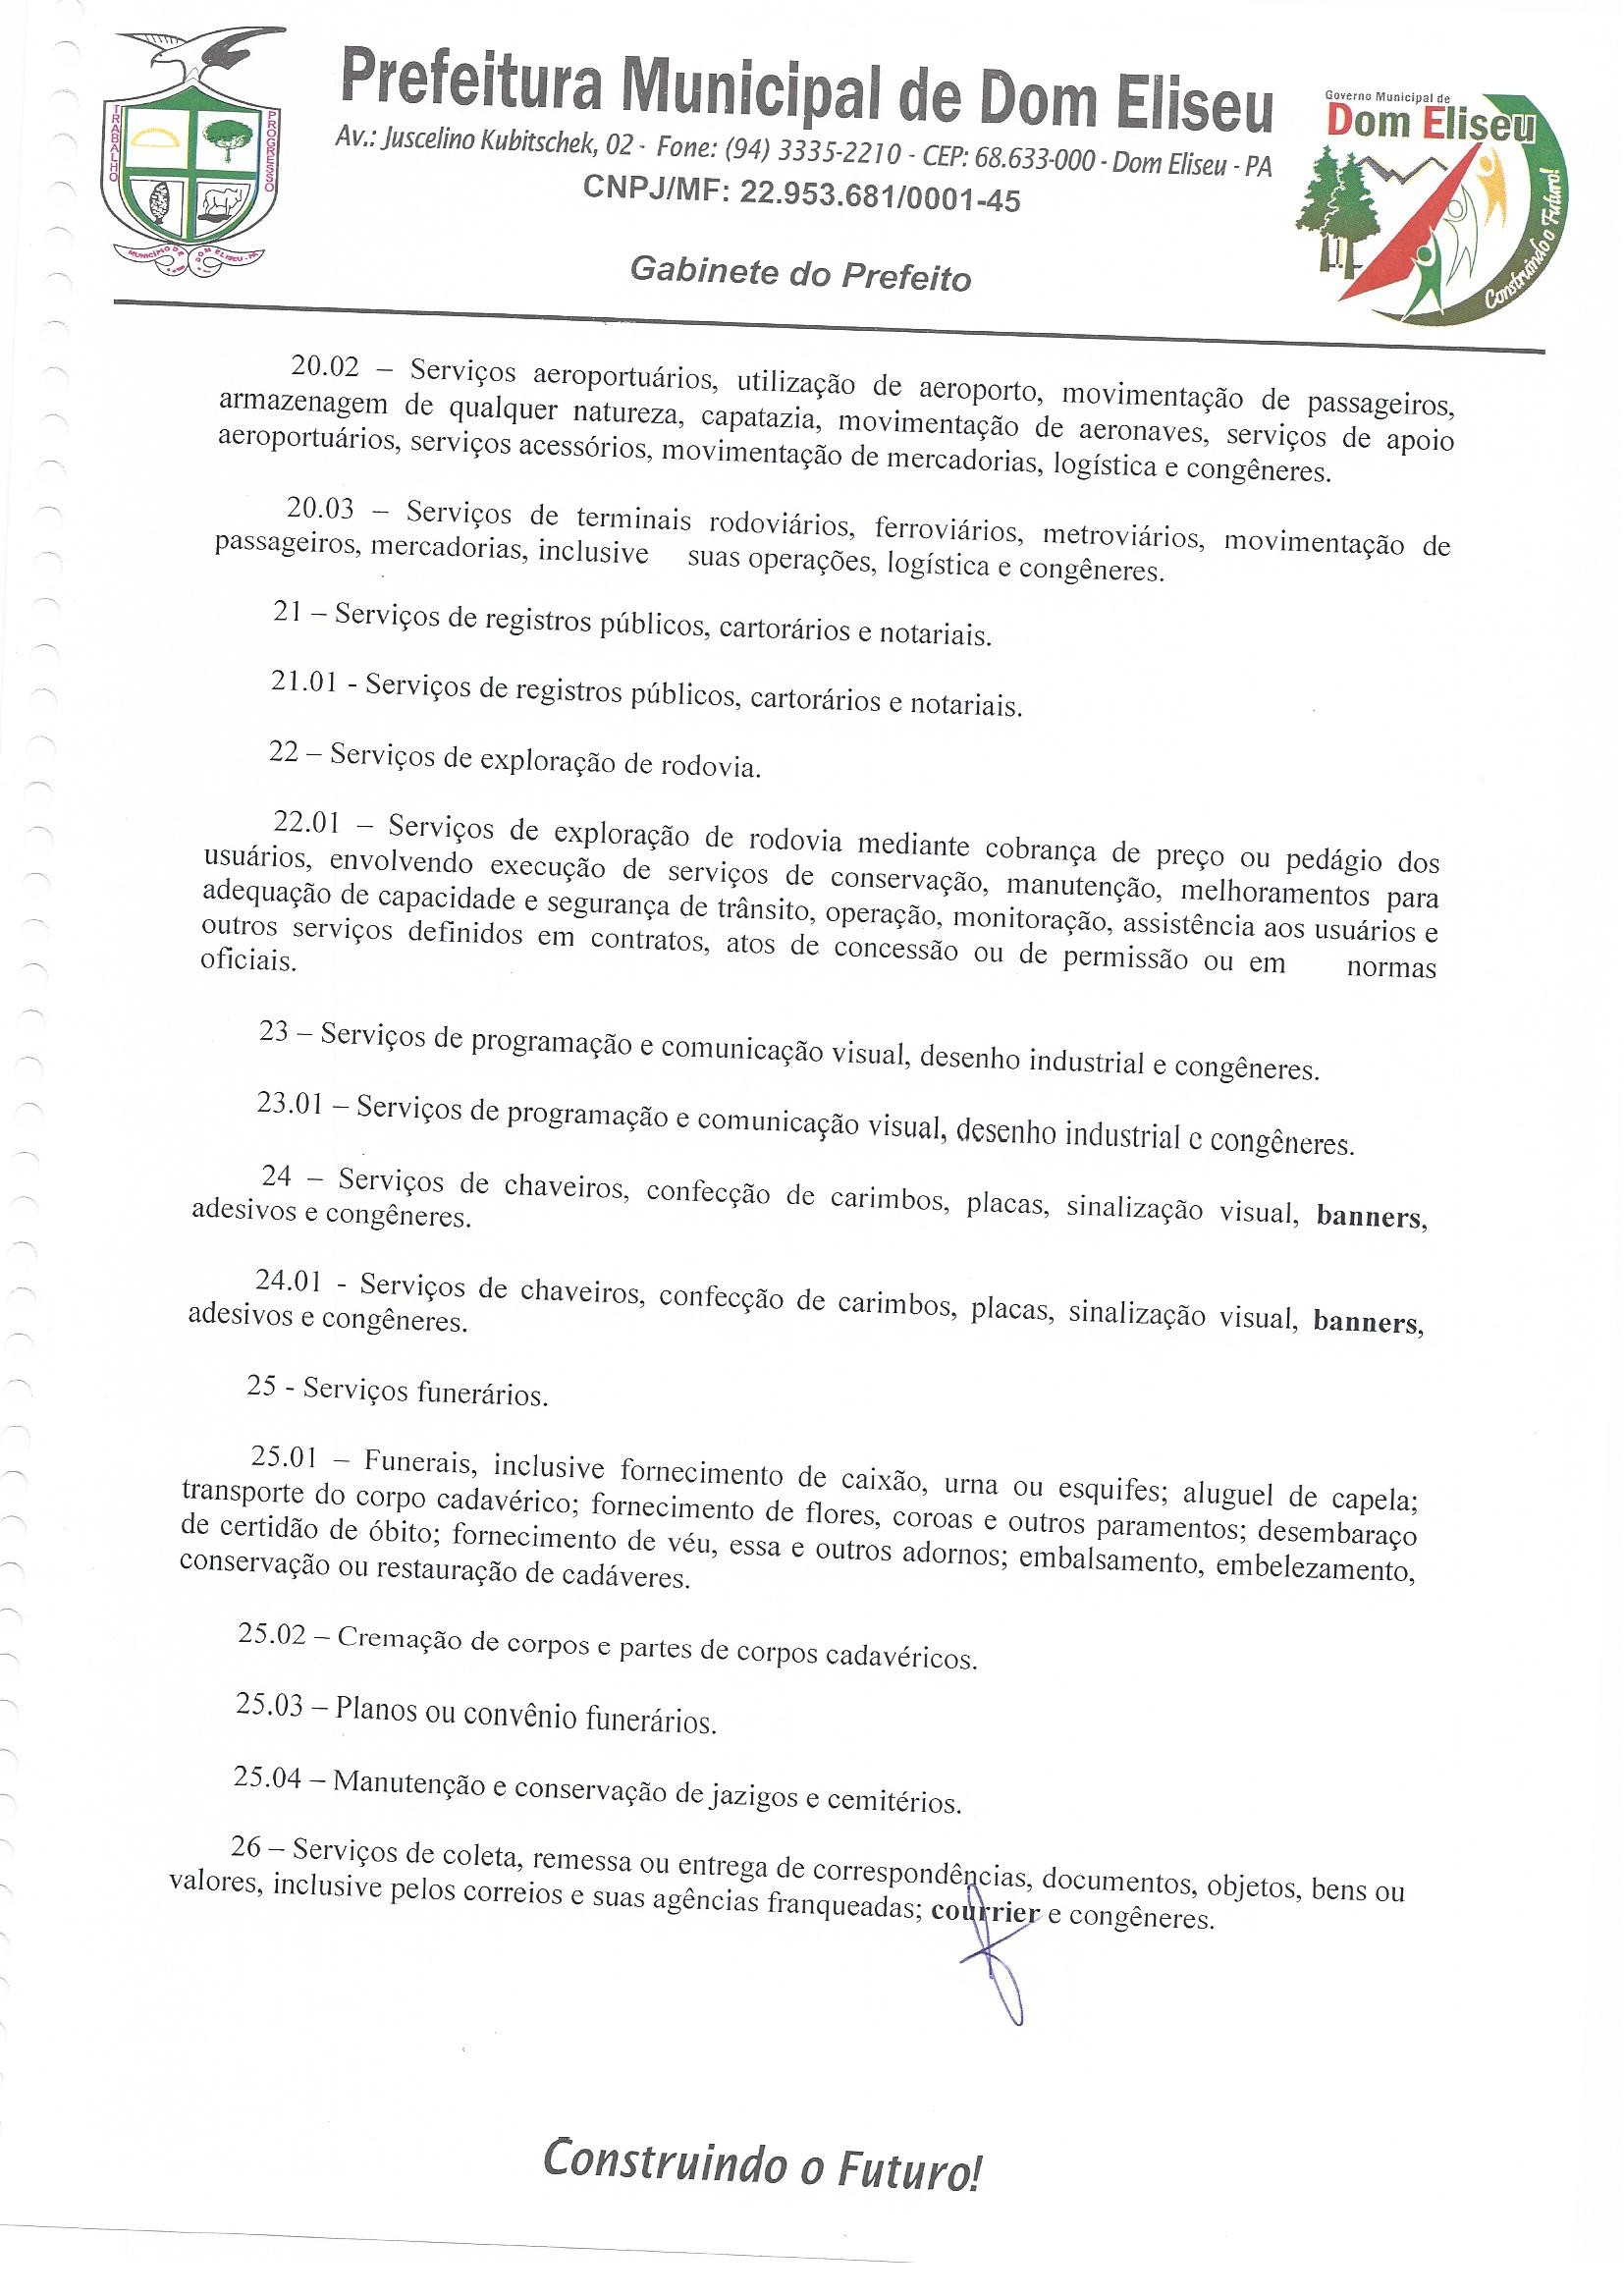 Prefeitura Municipal de Dom Eliseu
Av.: Juscelino Kubitschek, 02 - Fone: (94) 3335-2210 - CEP: 68.633-000 - Dom Eliseu - PA
CNPJ/MF: 22.953.681/0001-45
Gabinete do Prefeito
TRABALHO
PROGRESSO
MUNICÍPIO DE DOM ELISEU - PA
Governo Municipal de
Dom Eliseu
Construindo o Futuro!
20.02 – Serviços aeroportuários, utilização de aeroporto, movimentação de passageiros,
armazenagem de qualquer natureza, capatazia, movimentação de aeronaves, serviços de apoio
aeroportuários, serviços acessórios, movimentação de mercadorias, logística e congêneres.
20.03 – Serviços de terminais rodoviários, ferroviários, metroviários, movimentação de
passageiros, mercadorias, inclusive suas operações, logística e congêneres.
21 – Serviços de registros públicos, cartorários e notariais.
21.01 - Serviços de registros públicos, cartorários e notariais.
22 – Serviços de exploração de rodovia.
22.01 – Serviços de exploração de rodovia mediante cobrança de preço ou pedágio dos
usuários, envolvendo execução de serviços de conservação, manutenção, melhoramentos para
adequação de capacidade e segurança de trânsito, operação, monitoração, assistência aos usuários e
outros serviços definidos em contratos, atos de concessão ou de permissão ou em normas
oficiais.
23 – Serviços de programação e comunicação visual, desenho industrial e congêneres.
23.01 – Serviços de programação e comunicação visual, desenho industrial e congêneres.
24 – Serviços de chaveiros, confecção de carimbos, placas, sinalização visual, banners,
adesivos e congêneres.
24.01 - Serviços de chaveiros, confecção de carimbos, placas, sinalização visual, banners,
adesivos e congêneres.
25 - Serviços funerários.
25.01 – Funerais, inclusive fornecimento de caixão, urna ou esquifes; aluguel de capela;
transporte do corpo cadavérico; fornecimento de flores, coroas e outros paramentos; desembaraço
de certidão de óbito; fornecimento de véu, essa e outros adornos; embalsamento, embelezamento,
conservação ou restauração de cadáveres.
25.02 – Cremação de corpos e partes de corpos cadavéricos.
25.03 – Planos ou convênio funerários.
25.04 – Manutenção e conservação de jazigos e cemitérios.
26 – Serviços de coleta, remessa ou entrega de correspondências, documentos, objetos, bens ou
valores, inclusive pelos correios e suas agências franqueadas; courrier e congêneres.
Construindo o Futuro!